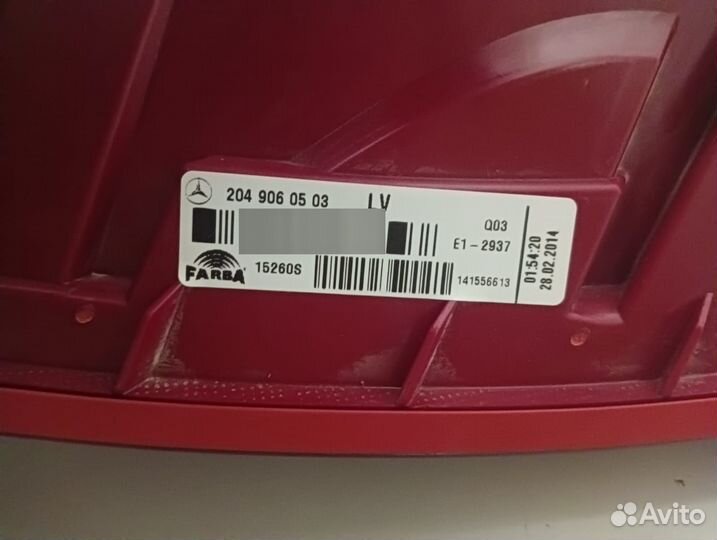 204 906 05 03 LV
Q03
E1-2937
FARBA
15260S
141556613
01:54:20
28.02.2014
Avito